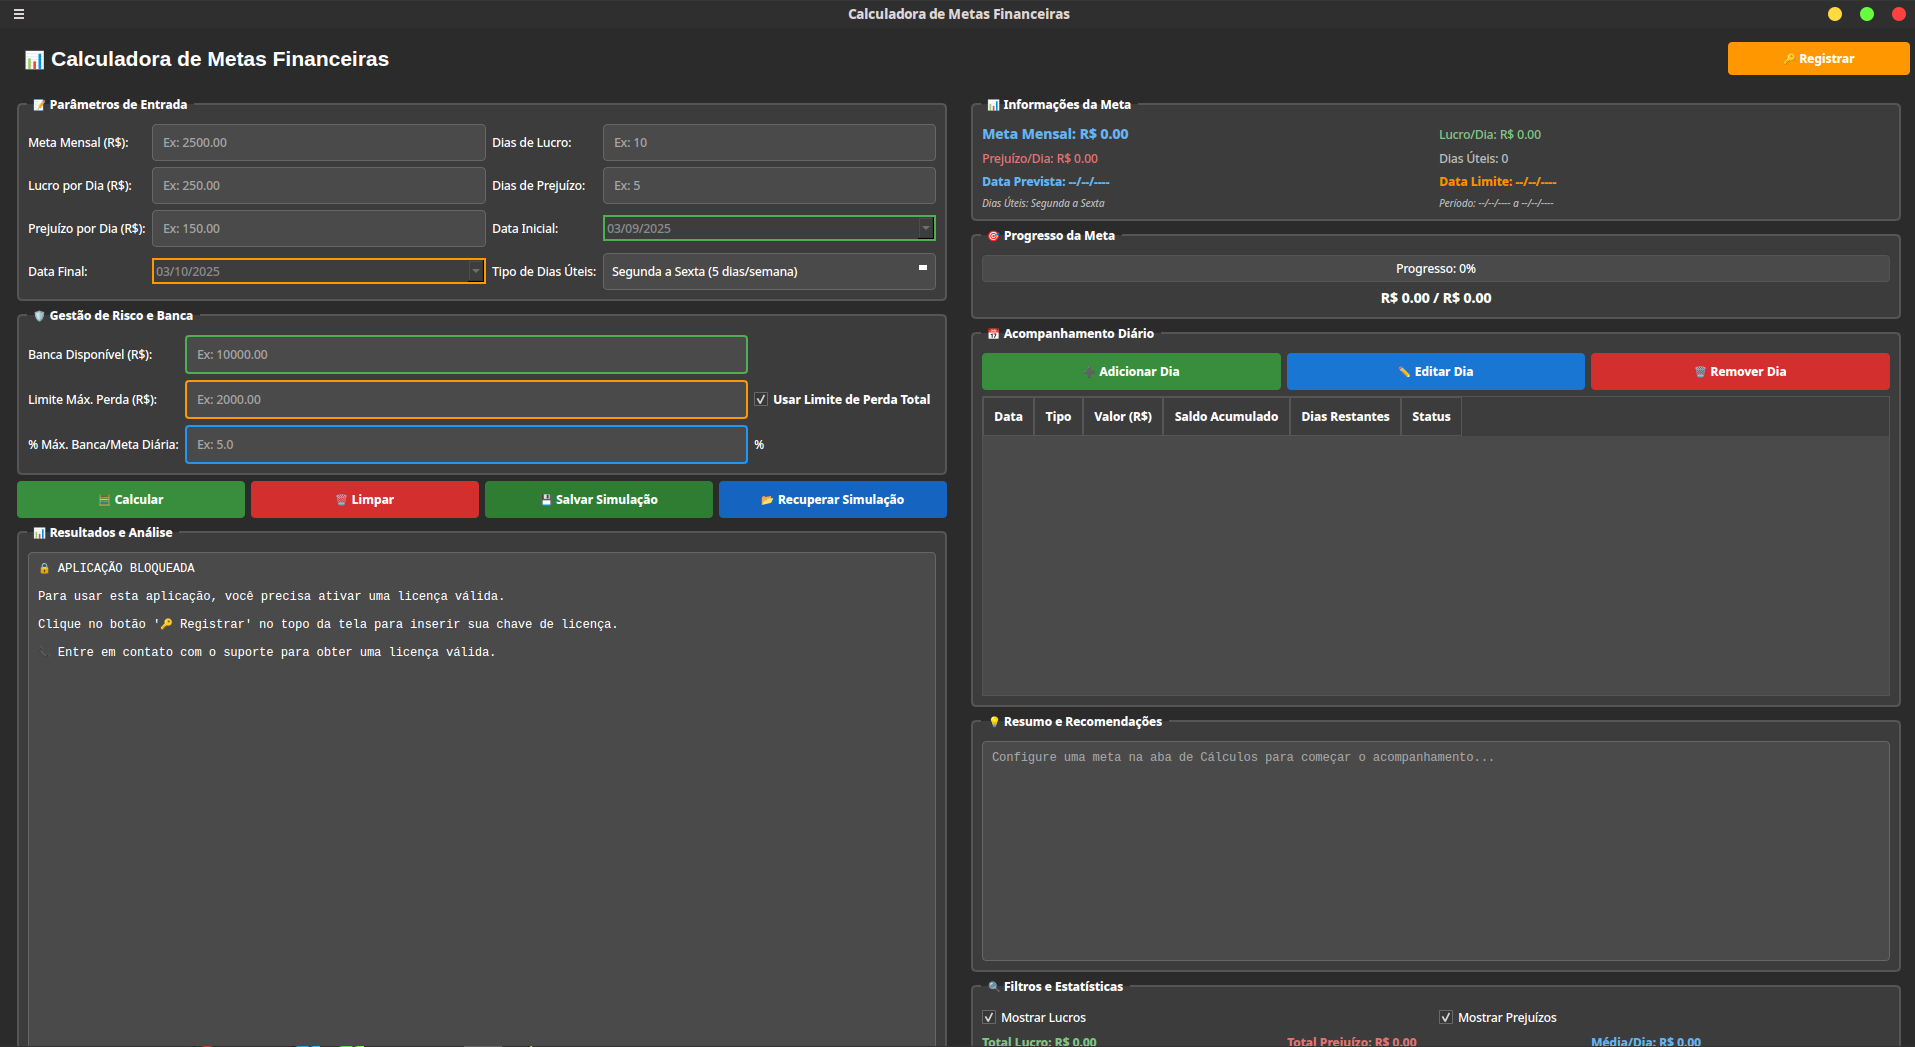 Calculadora de Metas Financeiras
Calculadora de Metas Financeiras
Registrar
Parâmetros de Entrada
Meta Mensal (R$): Ex: 2500.00 Dias de Lucro: Ex: 10
Lucro por Dia (R$): Ex: 250.00 Dias de Prejuízo: Ex: 5
Prejuízo por Dia (R$): Ex: 150.00 Data Inicial: 03/09/2025
Data Final: 03/10/2025 Tipo de Dias Úteis: Segunda a Sexta (5 dias/semana)
Gestão de Risco e Banca
Banca Disponível (R$): Ex: 10000.00
Limite Máx. Perda (R$): Ex: 2000.00 Usar Limite de Perda Total
% Máx. Banca/Meta Diária: Ex: 5.0 %
Calcular Limpar Salvar Simulação Recuperar Simulação
Resultados e Análise
APLICAÇÃO BLOQUEADA
Para usar esta aplicação, você precisa ativar uma licença válida.
Clique no botão '🔑 Registrar' no topo da tela para inserir sua chave de licença.
Entre em contato com o suporte para obter uma licença válida.
Informações da Meta
Meta Mensal: R$ 0.00 Lucro/Dia: R$ 0.00
Prejuízo/Dia: R$ 0.00 Dias Úteis: 0
Data Prevista: --/--/---- Data Limite: --/--/----
Dias Úteis: Segunda a Sexta Período: --/--/---- a --/--/----
Progresso da Meta
Progresso: 0%
R$ 0.00 / R$ 0.00
Acompanhamento Diário
Adicionar Dia Editar Dia Remover Dia
Data Tipo Valor (R$) Saldo Acumulado Dias Restantes Status
Resumo e Recomendações
Configure uma meta na aba de Cálculos para começar o acompanhamento...
Filtros e Estatísticas
Mostrar Lucros Mostrar Prejuízos
Total Lucro: R$ 0.00 Total Prejuízo: R$ 0.00 Média/Dia: R$ 0.00